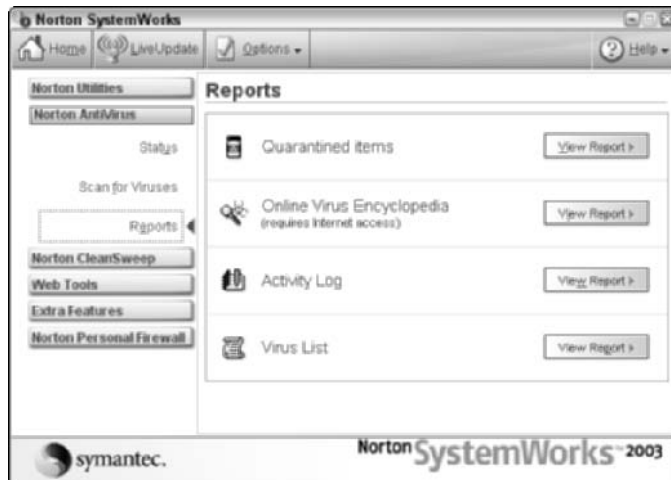 Norton SystemWorks
Home LiveUpdate Options Help
Norton Utilities
Norton AntiVirus
Status
Scan for Viruses
Reports
Norton CleanSweep
Web Tools
Extra Features
Norton Personal Firewall
Reports
Quarantined items View Report
Online Virus Encyclopedia View Report
(requires Internet access)
Activity Log View Report
Virus List View Report
symantec.
Norton SystemWorks™ 2003